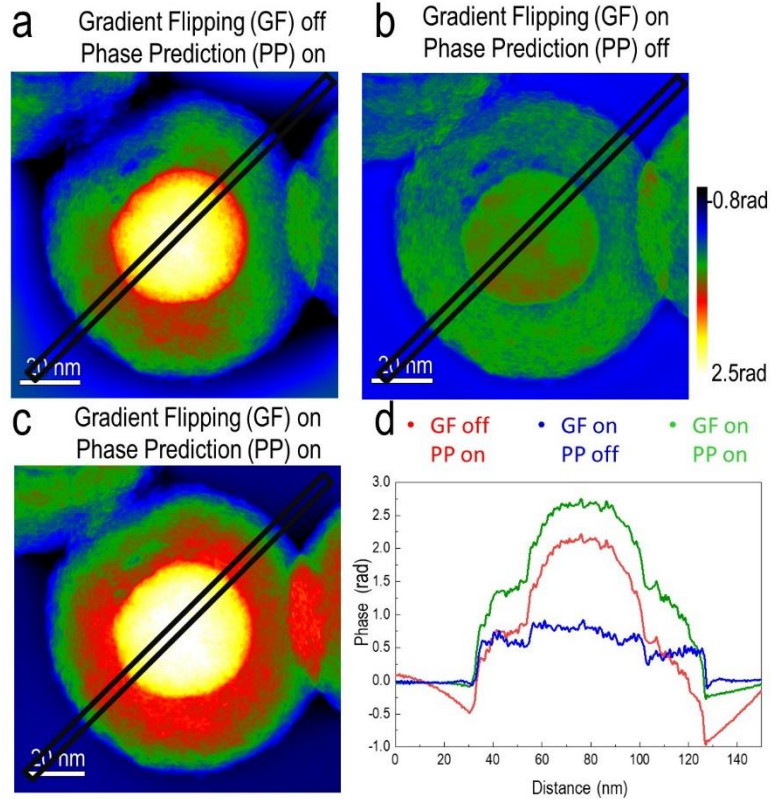 a
Gradient Flipping (GF) off
Phase Prediction (PP) on
20 nm
b
Gradient Flipping (GF) on
Phase Prediction (PP) off
20 nm
-0.8rad
2.5rad
c
Gradient Flipping (GF) on
Phase Prediction (PP) on
20 nm
d
• GF off
PP on
• GF on
PP off
• GF on
PP on
3.0
2.5
2.0
1.5
1.0
0.5
0.0
-0.5
-1.0
Phase (rad)
0 20 40 60 80 100 120 140
Distance (nm)